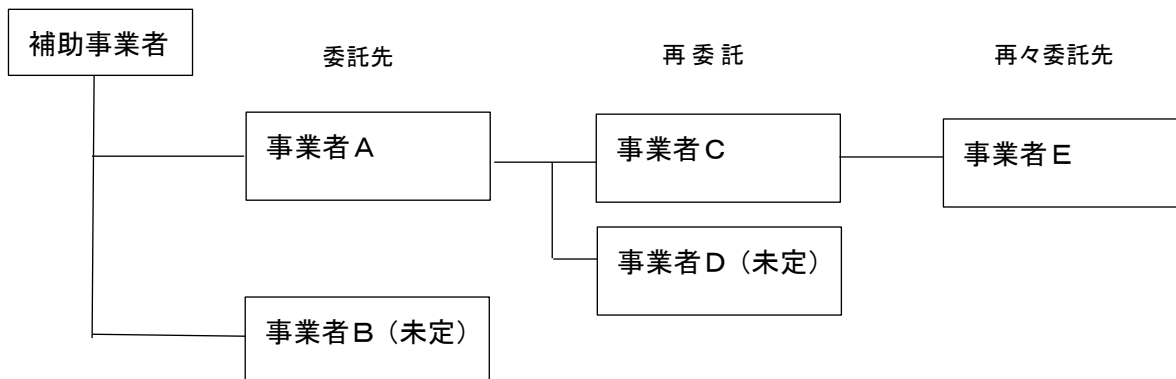 補助事業者
委託先
再委託
再々委託先
事業者A
事業者C
事業者E
事業者D（未定）
事業者B（未定）